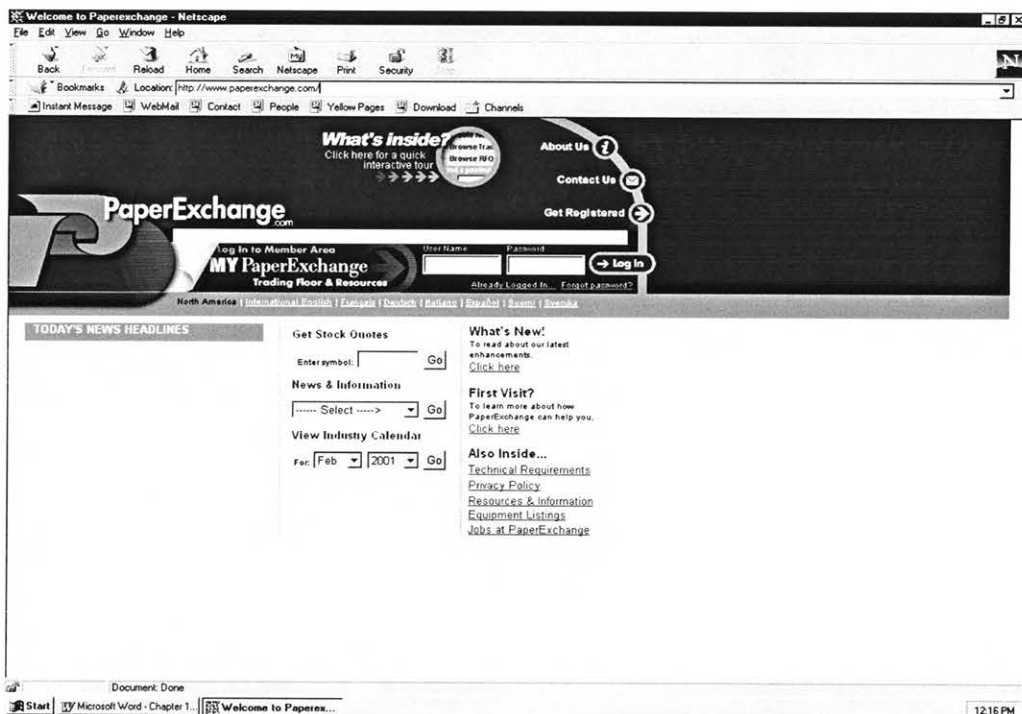 Welcome to Paperexchange - Netscape
File Edit View Go Window Help
Back Reload Home Search Netscape Print Security
Bookmarks Location: http://www.paperexchange.com/
Instant Message WebMail Contact People Yellow Pages Download Channels
What's inside?
Click here for a quick
interactive tour
Browse RFQ
About Us
Contact Us
Get Registered
PaperExchange
.com
Log In to Member Area
MY PaperExchange
Trading Floor & Resources
User Name Password
Log In
Already Logged In... Forgot password?
North America | International English | Français | Deutsch | Italiano | Español | Suomi | Svenska
TODAY'S NEWS HEADLINES
Get Stock Quotes
Enter symbol: Go
News & Information
------ Select -----> Go
View Industry Calendar
For: Feb 2001 Go
What's New!
To read about our latest
enhancements.
Click here
First Visit?
To learn more about how
PaperExchange can help you,
Click here
Also Inside...
Technical Requirements
Privacy Policy
Resources & Information
Equipment Listings
Jobs at PaperExchange
Document: Done
Start Microsoft Word - Chapter 1... Welcome to Paperex... 12:16 PM